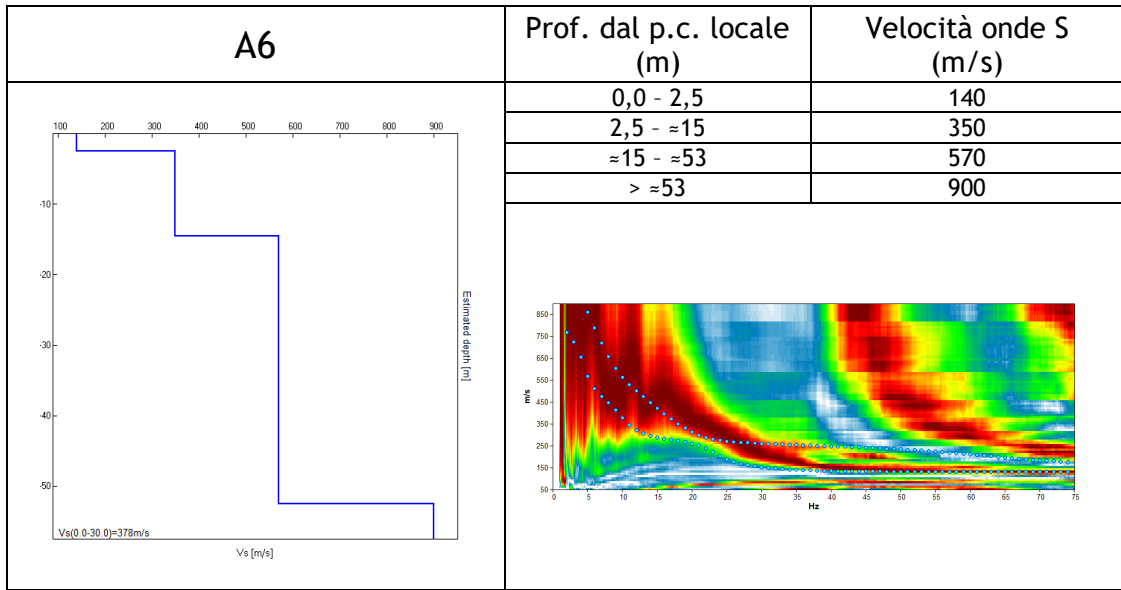 A6
Prof. dal p.c. locale
(m)
Velocità onde S
(m/s)
0,0 – 2,5 140
2,5 – ≈15 350
≈15 – ≈53 570
> ≈53 900
100 200 300 400 500 600 700 800 900
-10
-20
-30
-40
-50
Estimated depth [m]
Vs(0.0-30.0)=378m/s
Vs [m/s]
850
750
650
550
450
350
250
150
50
m/s
0 5 10 15 20 25 30 35 40 45 50 55 60 65 70 75
Hz